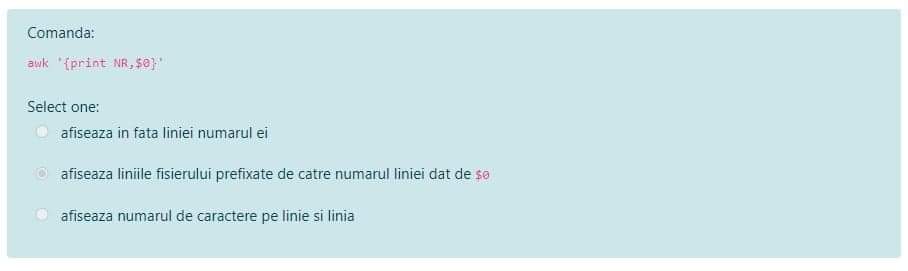 Comanda:
awk '{print NR,$0}'
Select one:
afiseaza in fata liniei numarul ei
afiseaza liniile fisierului prefixate de catre numarul liniei dat de $0
afiseaza numarul de caractere pe linie si linia